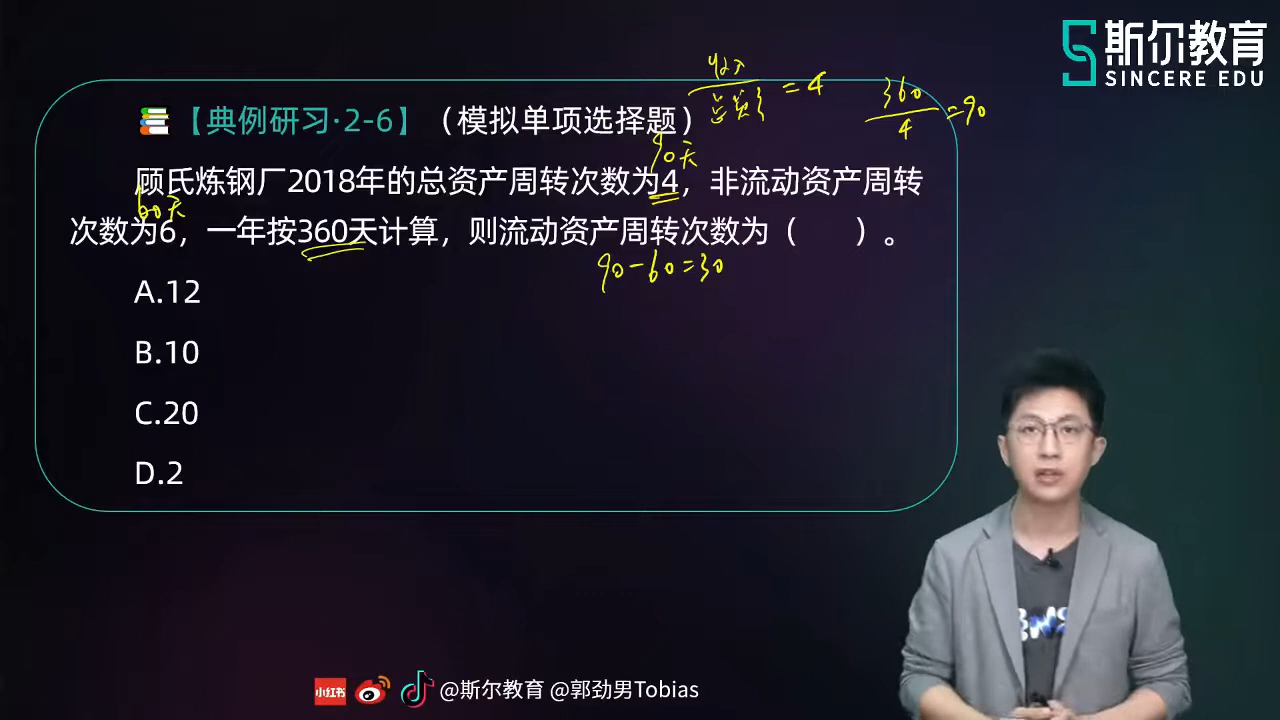 斯尔教育
SINCERE EDU
收入
总资产
=4
360
4
=90
【典例研习·2-6】（模拟单项选择题）
90天
顾氏炼钢厂2018年的总资产周转次数为4，非流动资产周转
60天
次数为6，一年按360天计算，则流动资产周转次数为（ ）。
90-60=30
A.12
B.10
C.20
D.2
小红书
@斯尔教育 @郭劲男Tobias